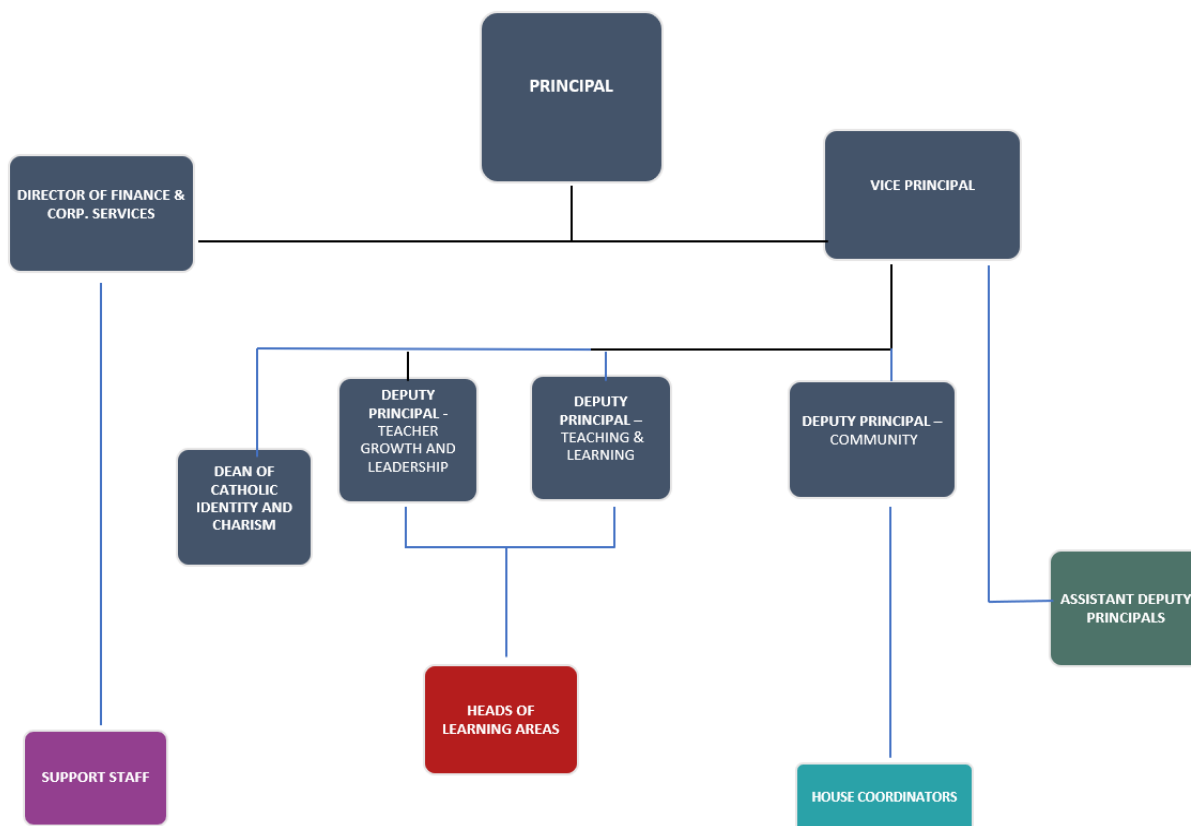 PRINCIPAL
DIRECTOR OF FINANCE &
CORP. SERVICES
VICE PRINCIPAL
DEAN OF
CATHOLIC
IDENTITY AND
CHARISM
DEPUTY
PRINCIPAL -
TEACHER
GROWTH AND
LEADERSHIP
DEPUTY
PRINCIPAL –
TEACHING &
LEARNING
DEPUTY PRINCIPAL –
COMMUNITY
ASSISTANT DEPUTY
PRINCIPALS
HEADS OF
LEARNING AREAS
SUPPORT STAFF
HOUSE COORDINATORS